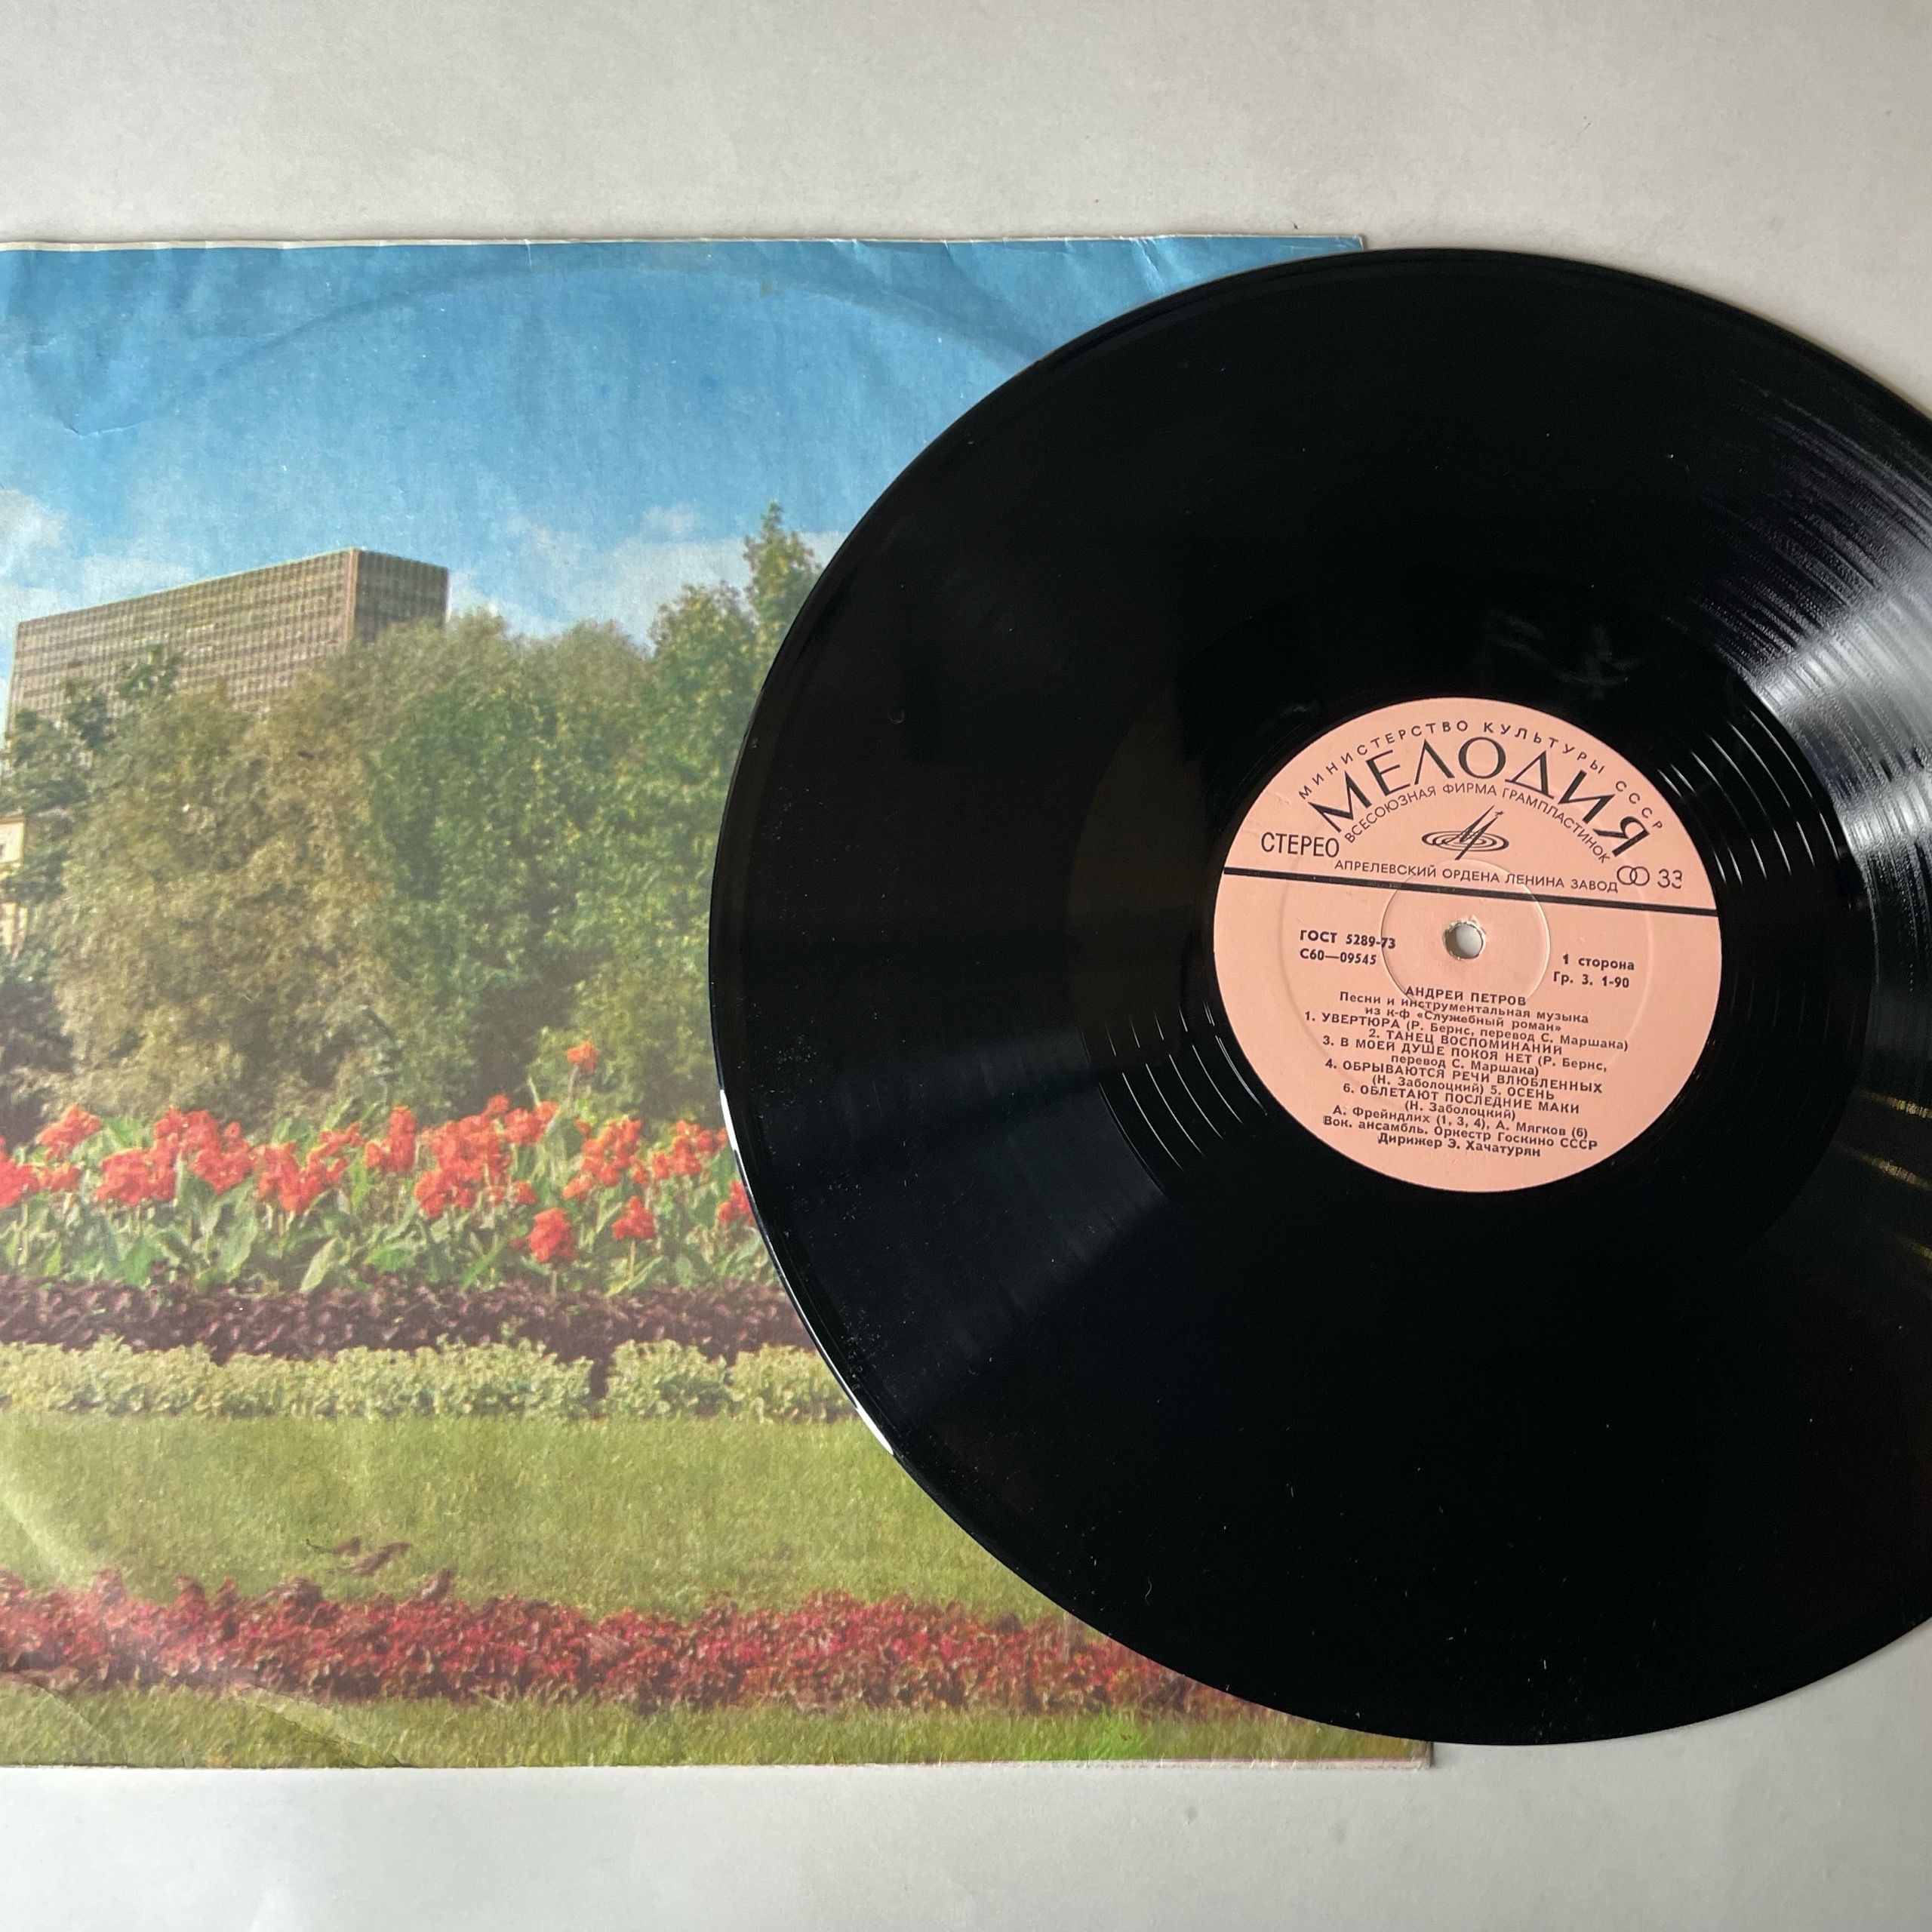 МИНИСТЕРСТВО КУЛЬТУРЫ СССР
МЕЛОДИЯ
ВСЕСОЮЗНАЯ ФИРМА ГРАМПЛАСТИНОК
СТЕРЕО
АПРЕЛЕВСКИЙ ОРДЕНА ЛЕНИНА ЗАВОД
33
ГОСТ 5289-73
С60—09545
1 сторона
Гр. 3. 1-90
АНДРЕЙ ПЕТРОВ
Песни и инструментальная музыка
из к-ф «Служебный роман»
1. УВЕРТЮРА (Р. Бернс, перевод С. Маршака)
2. ТАНЕЦ ВОСПОМИНАНИЙ
3. В МОЕЙ ДУШЕ ПОКОЯ НЕТ (Р. Бернс,
перевод С. Маршака)
4. ОБРЫВАЮТСЯ РЕЧИ ВЛЮБЛЕННЫХ
(Н. Заболоцкий) 5. ОСЕНЬ
6. ОБЛЕТАЮТ ПОСЛЕДНИЕ МАКИ
(Н. Заболоцкий)
А. Фрейндлих (1, 3, 4), А. Мягков (6)
Вок. ансамбль. Оркестр Госкино СССР
Дирижер Э. Хачатурян